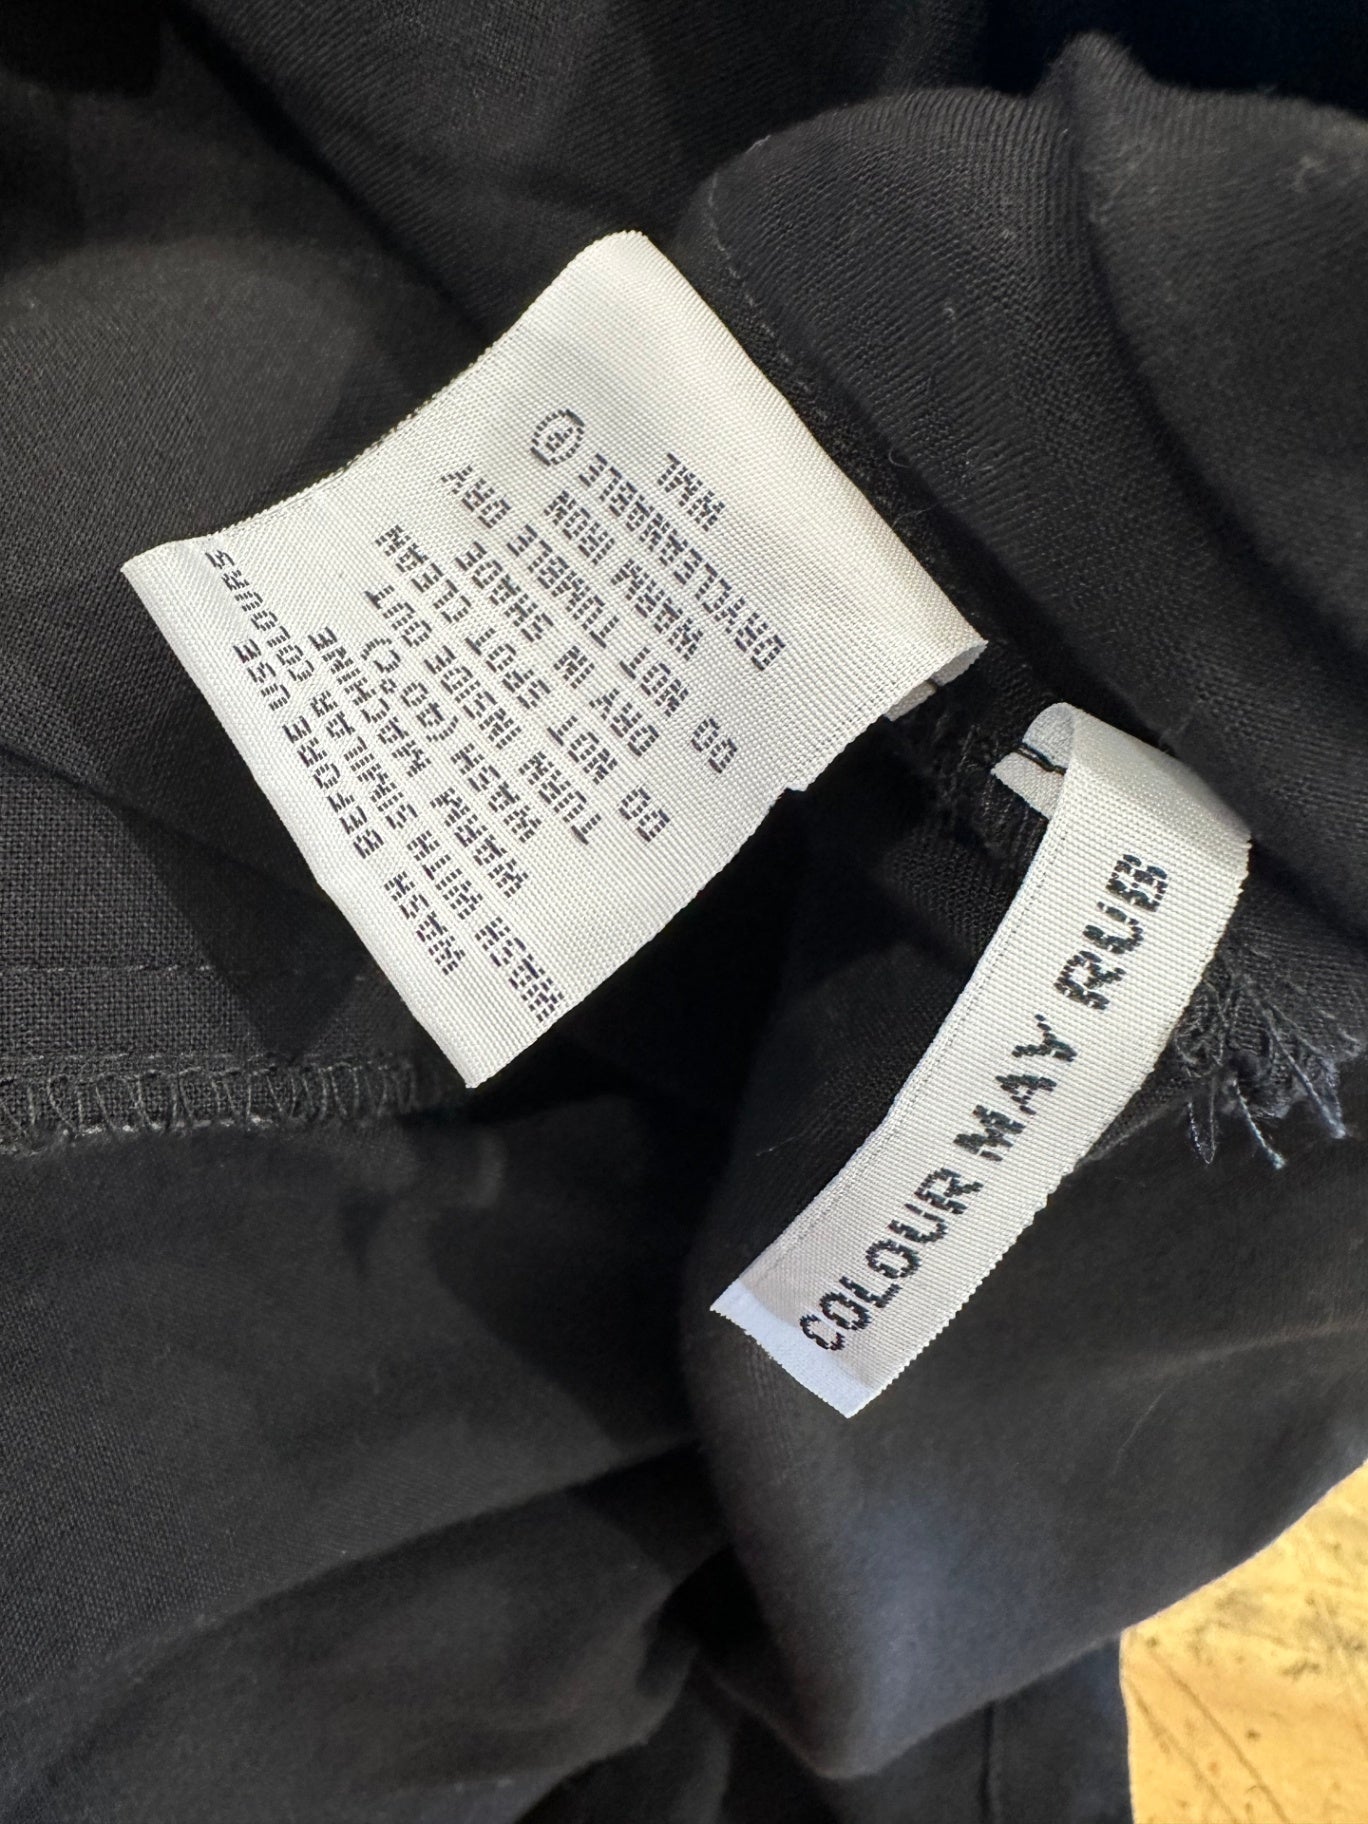 WASH BEFORE USE
WASH WITH SIMILAR COLOURS
WARM MACHINE
WASH (40°C)
TURN INSIDE OUT
DO NOT SPOT CLEAN
DRY IN SHADE
DO NOT TUMBLE DRY
WARM IRON
DRYCLEANABLE Ⓟ
WML
COLOUR MAY RUB